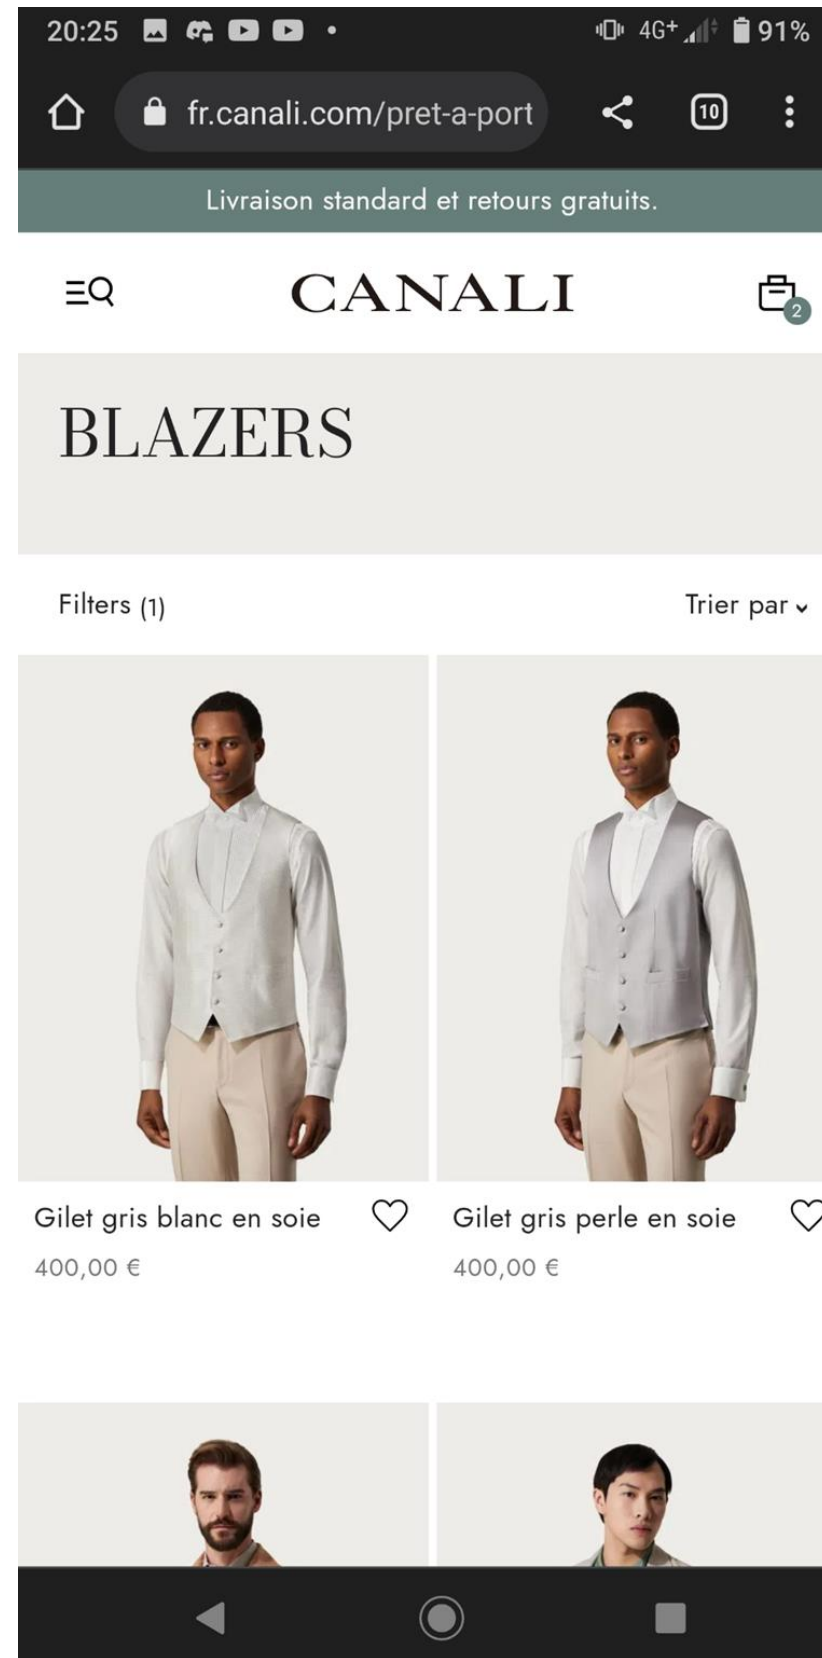 20:25 4G+ 91%
fr.canali.com/pret-a-port 10
Livraison standard et retours gratuits.
CANALI
2
BLAZERS
Filters (1) Trier par
Gilet gris blanc en soie Gilet gris perle en soie
400,00 € 400,00 €